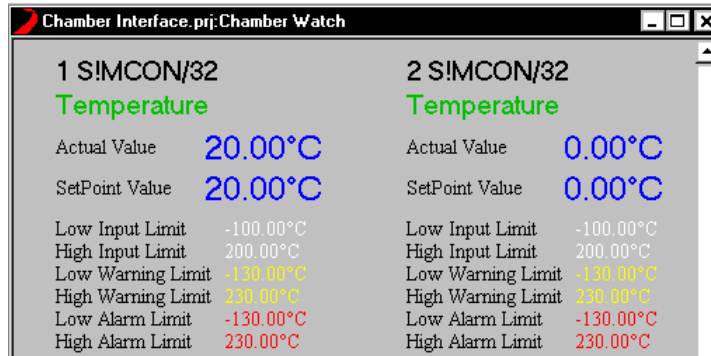 Chamber Interface.prj:Chamber Watch
1 S!MCON/32
Temperature
Actual Value 20.00°C
SetPoint Value 20.00°C
Low Input Limit -100.00°C
High Input Limit 200.00°C
Low Warning Limit -130.00°C
High Warning Limit 230.00°C
Low Alarm Limit -130.00°C
High Alarm Limit 230.00°C
2 S!MCON/32
Temperature
Actual Value 0.00°C
SetPoint Value 0.00°C
Low Input Limit -100.00°C
High Input Limit 200.00°C
Low Warning Limit -130.00°C
High Warning Limit 230.00°C
Low Alarm Limit -130.00°C
High Alarm Limit 230.00°C